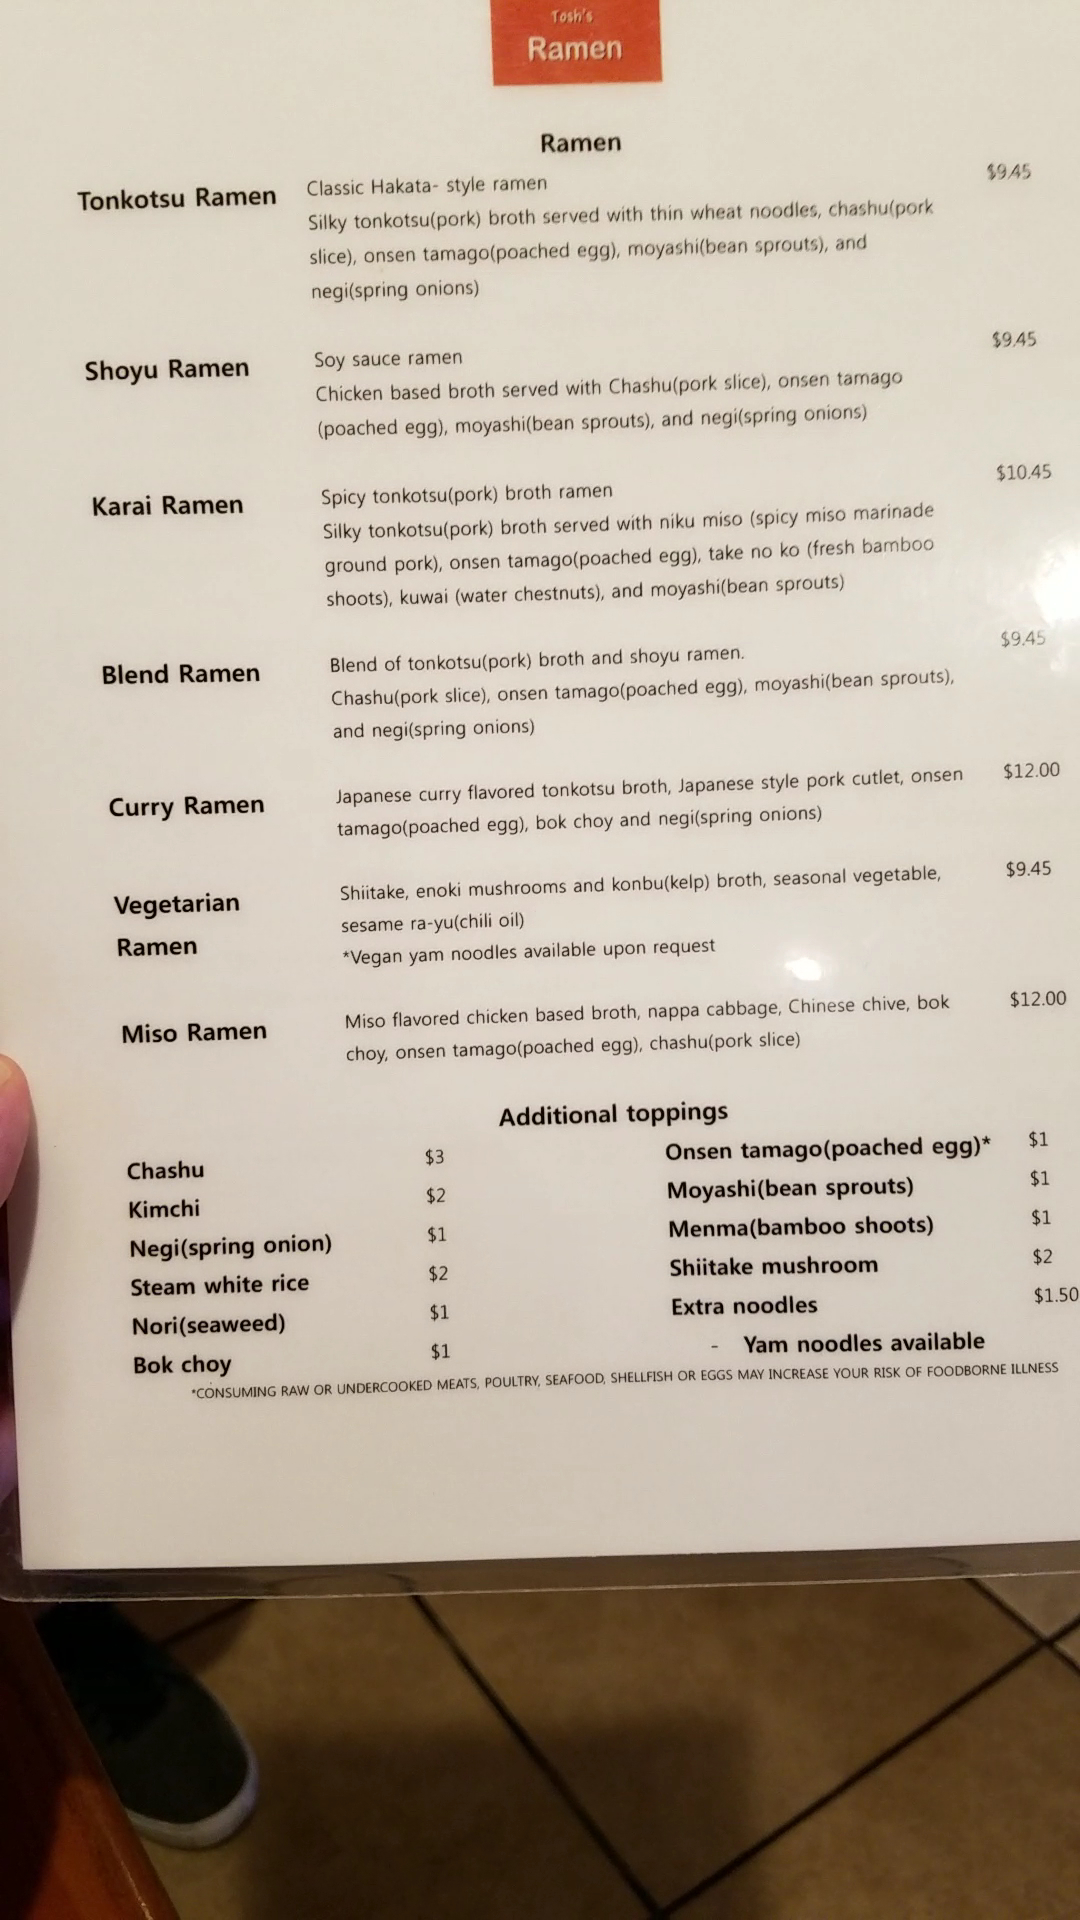 Tosh's
Ramen
Ramen
Tonkotsu Ramen
Classic Hakata- style ramen
$9.45
Silky tonkotsu(pork) broth served with thin wheat noodles, chashu(pork
slice), onsen tamago(poached egg), moyashi(bean sprouts), and
negi(spring onions)
Shoyu Ramen
Soy sauce ramen
$9.45
Chicken based broth served with Chashu(pork slice), onsen tamago
(poached egg), moyashi(bean sprouts), and negi(spring onions)
Karai Ramen
Spicy tonkotsu(pork) broth ramen
$10.45
Silky tonkotsu(pork) broth served with niku miso (spicy miso marinade
ground pork), onsen tamago(poached egg), take no ko (fresh bamboo
shoots), kuwai (water chestnuts), and moyashi(bean sprouts)
Blend Ramen
Blend of tonkotsu(pork) broth and shoyu ramen.
$9.45
Chashu(pork slice), onsen tamago(poached egg), moyashi(bean sprouts),
and negi(spring onions)
Curry Ramen
Japanese curry flavored tonkotsu broth, Japanese style pork cutlet, onsen
$12.00
tamago(poached egg), bok choy and negi(spring onions)
Vegetarian
Ramen
Shiitake, enoki mushrooms and konbu(kelp) broth, seasonal vegetable,
$9.45
sesame ra-yu(chili oil)
*Vegan yam noodles available upon request
Miso Ramen
Miso flavored chicken based broth, nappa cabbage, Chinese chive, bok
$12.00
choy, onsen tamago(poached egg), chashu(pork slice)
Additional toppings
Chashu $3
Kimchi $2
Negi(spring onion) $1
Steam white rice $2
Nori(seaweed) $1
Bok choy $1
Onsen tamago(poached egg)* $1
Moyashi(bean sprouts) $1
Menma(bamboo shoots) $1
Shiitake mushroom $2
Extra noodles $1.50
- Yam noodles available
*CONSUMING RAW OR UNDERCOOKED MEATS, POULTRY, SEAFOOD, SHELLFISH OR EGGS MAY INCREASE YOUR RISK OF FOODBORNE ILLNESS